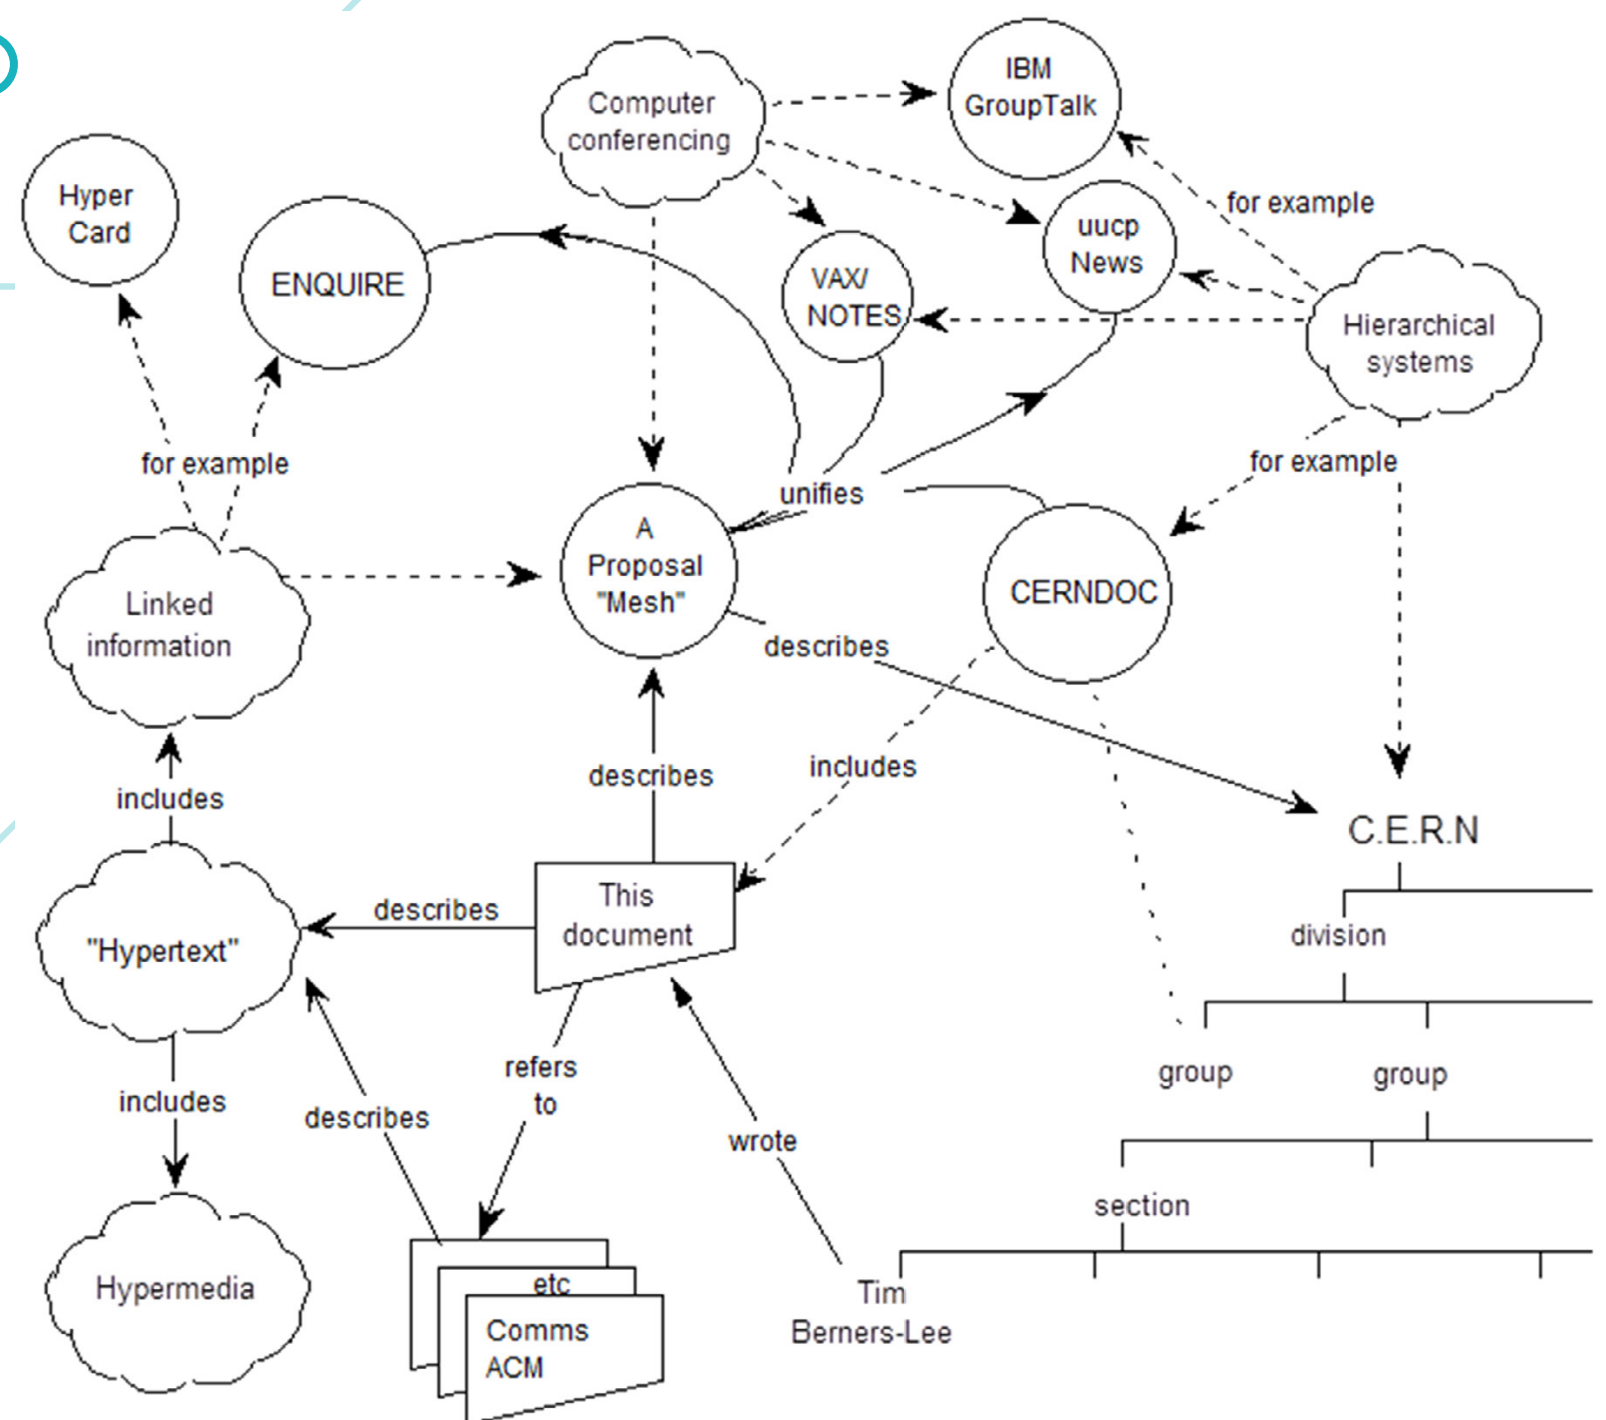 IBM
GroupTalk
Computer
conferencing
Hyper
Card
for example
uucp
News
ENQUIRE
VAX/
NOTES
Hierarchical
systems
for example
for example
unifies
A
Proposal
"Mesh"
CERNDOC
Linked
information
describes
includes
describes
includes
C.E.R.N
This
document
describes
"Hypertext"
division
refers
to
group
group
includes
describes
wrote
section
etc
Comms
ACM
Hypermedia
Tim
Berners-Lee